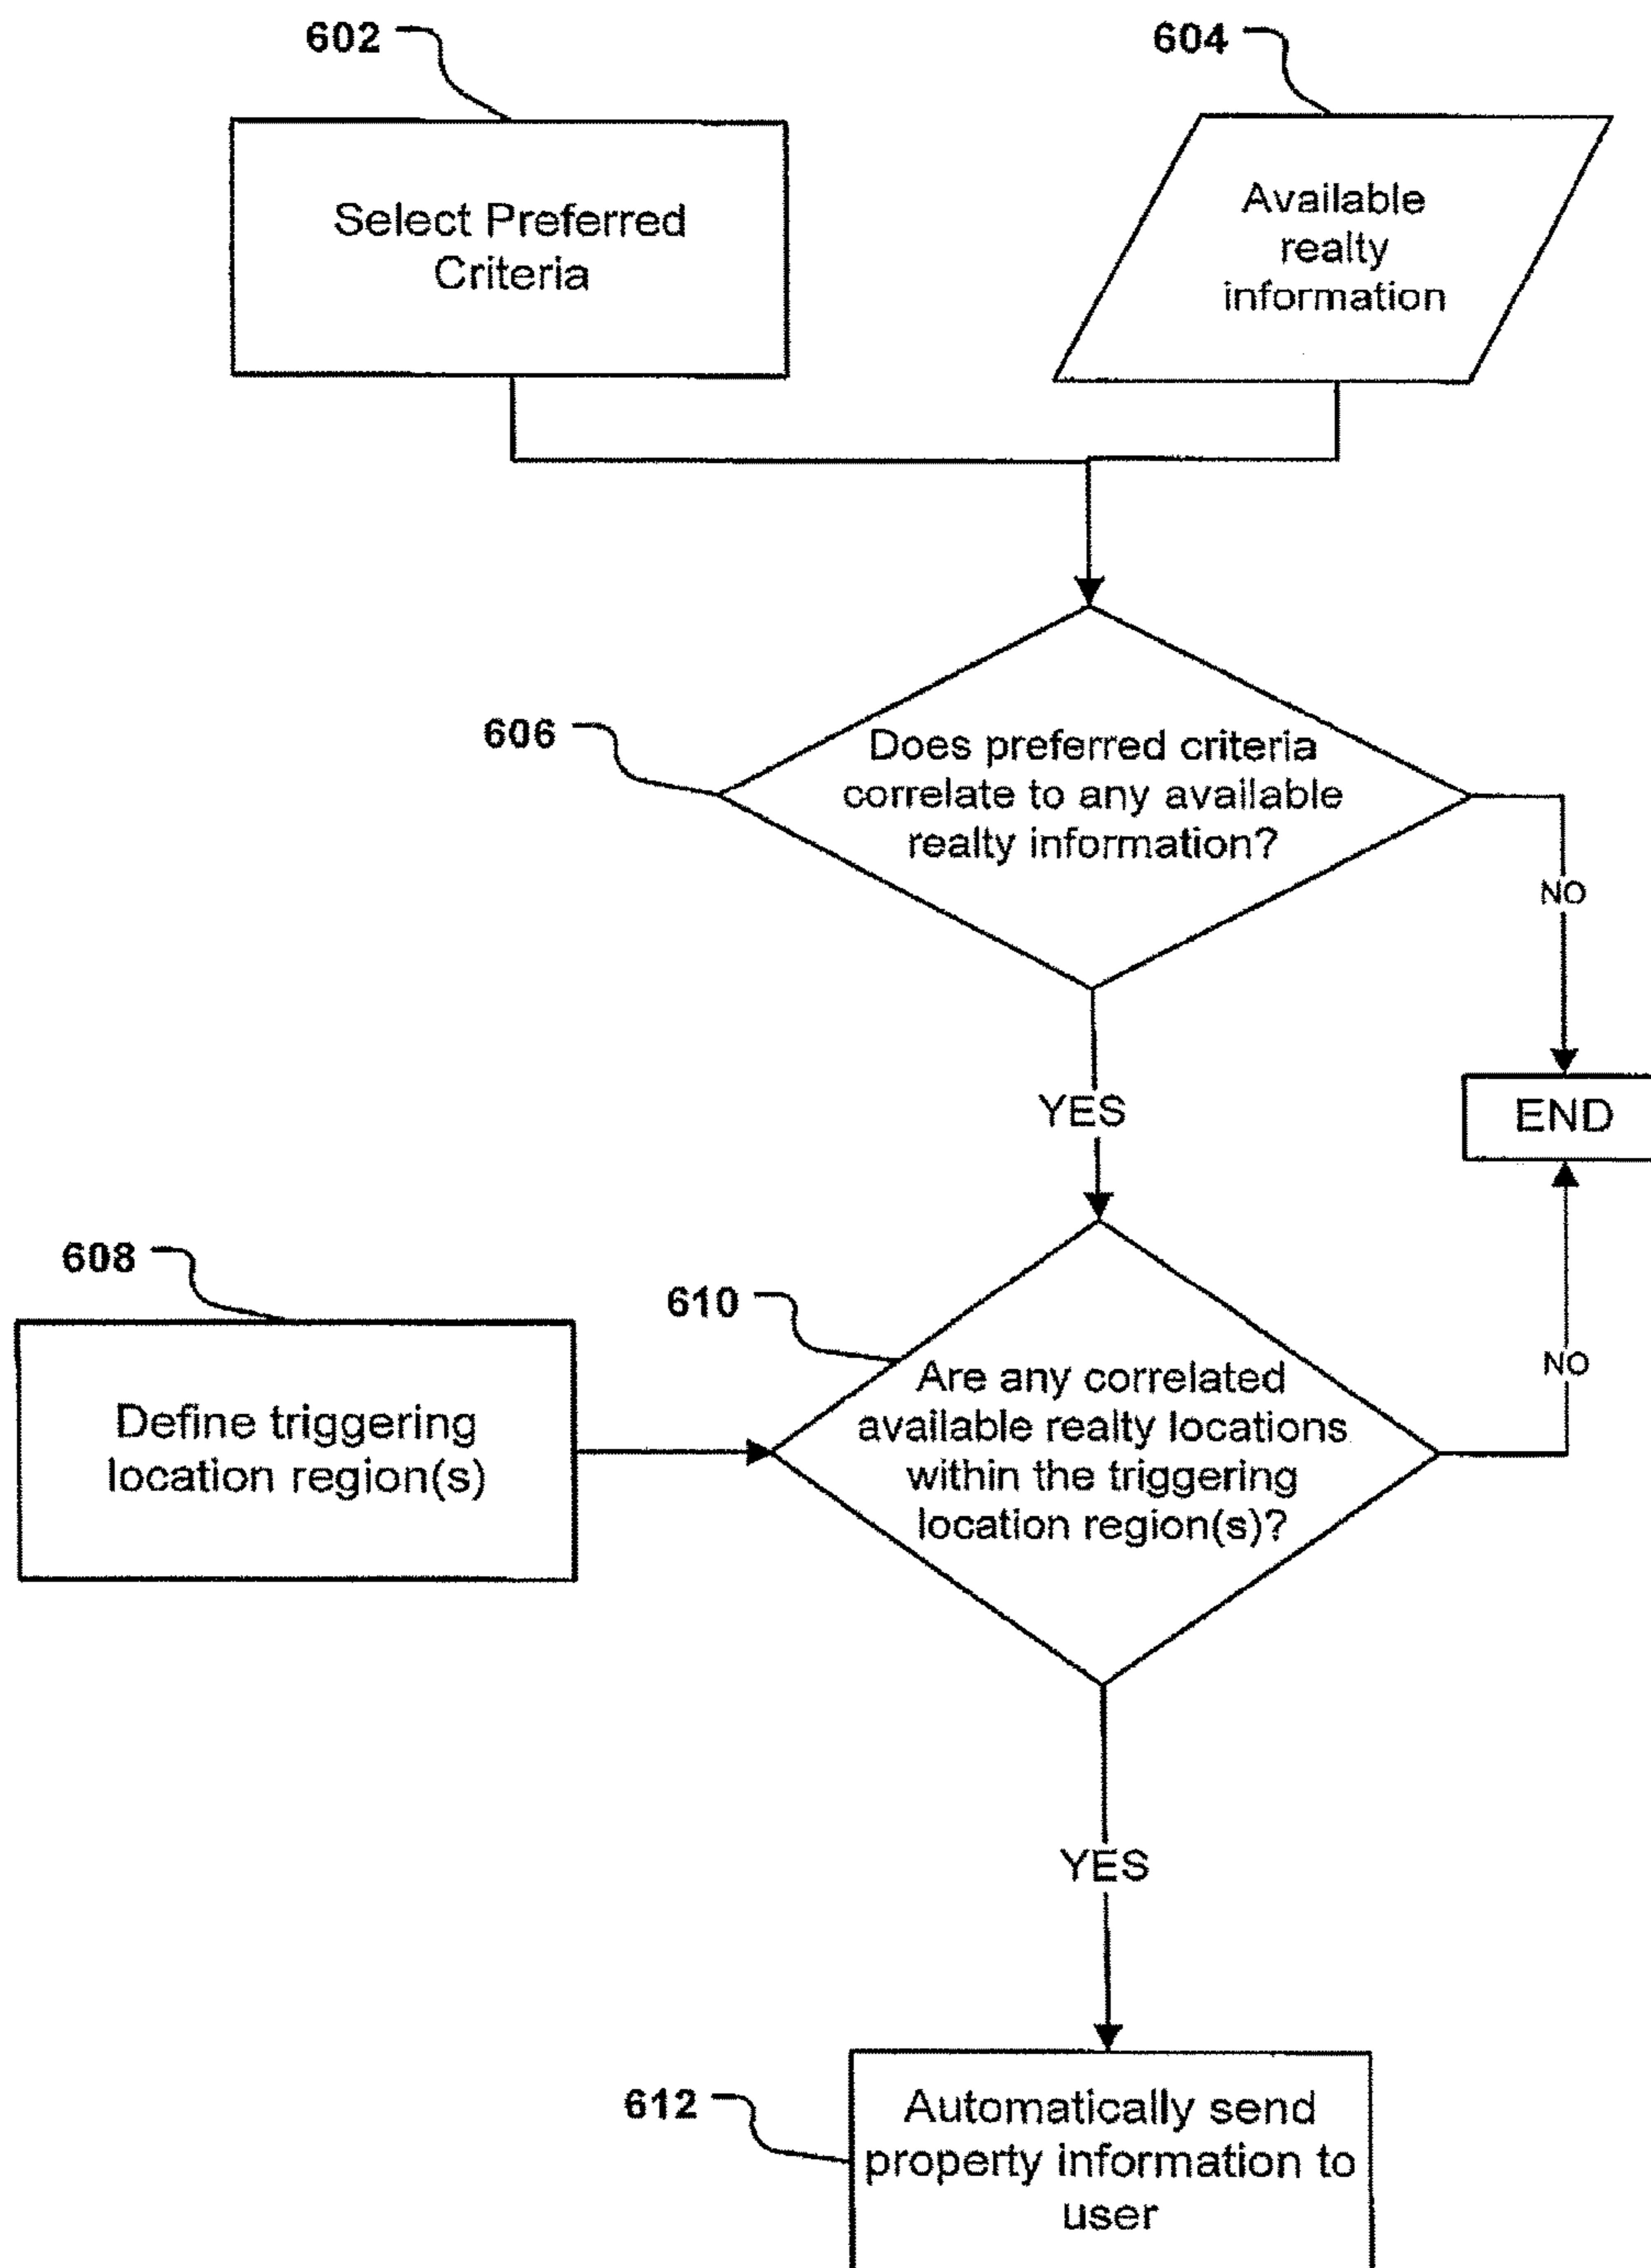 602
604
Select Preferred
Criteria
Available
realty
information
606
Does preferred criteria
correlate to any available
realty information?
NO
YES
END
608
610
Define triggering
location region(s)
Are any correlated
available realty locations
within the triggering
location region(s)?
NO
YES
612
Automatically send
property information to
user